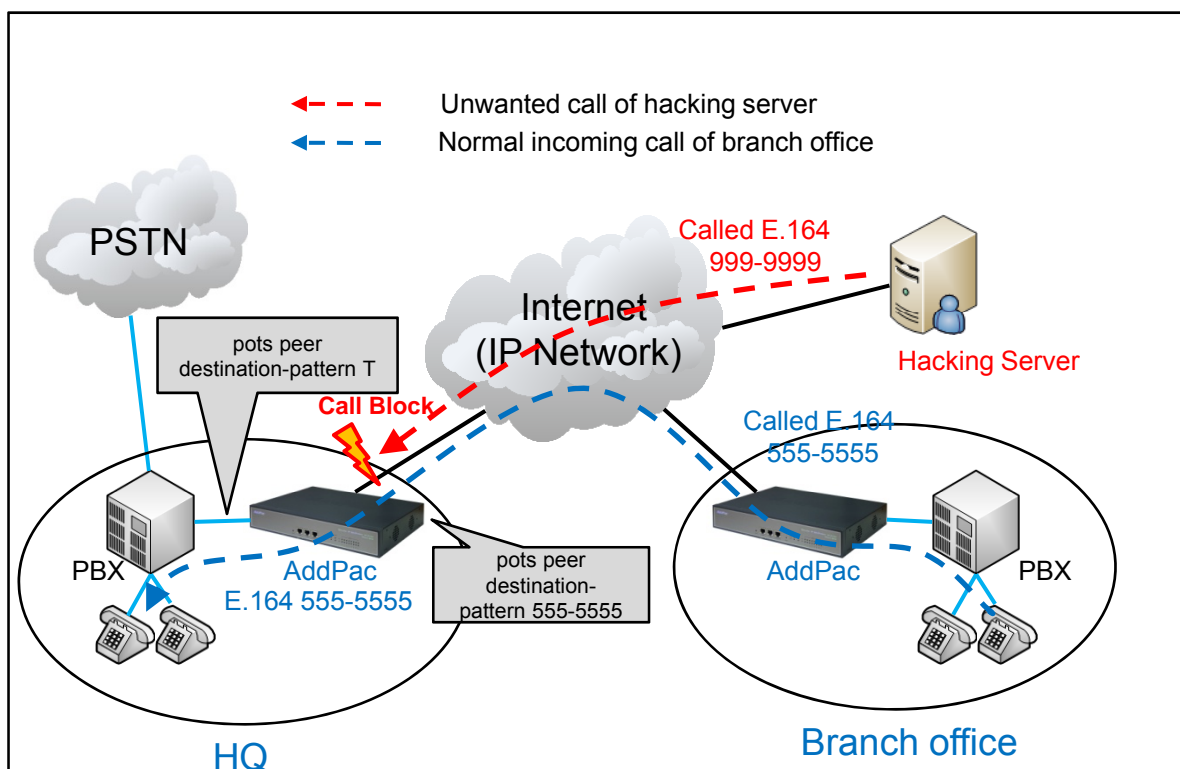 Unwanted call of hacking server
Normal incoming call of branch office
PSTN
Called E.164
999-9999
Internet
(IP Network)
pots peer
destination-pattern T
Hacking Server
Call Block
Called E.164
555-5555
PBX
AddPac
E.164 555-5555
pots peer
destination-
pattern 555-5555
AddPac
PBX
HQ
Branch office